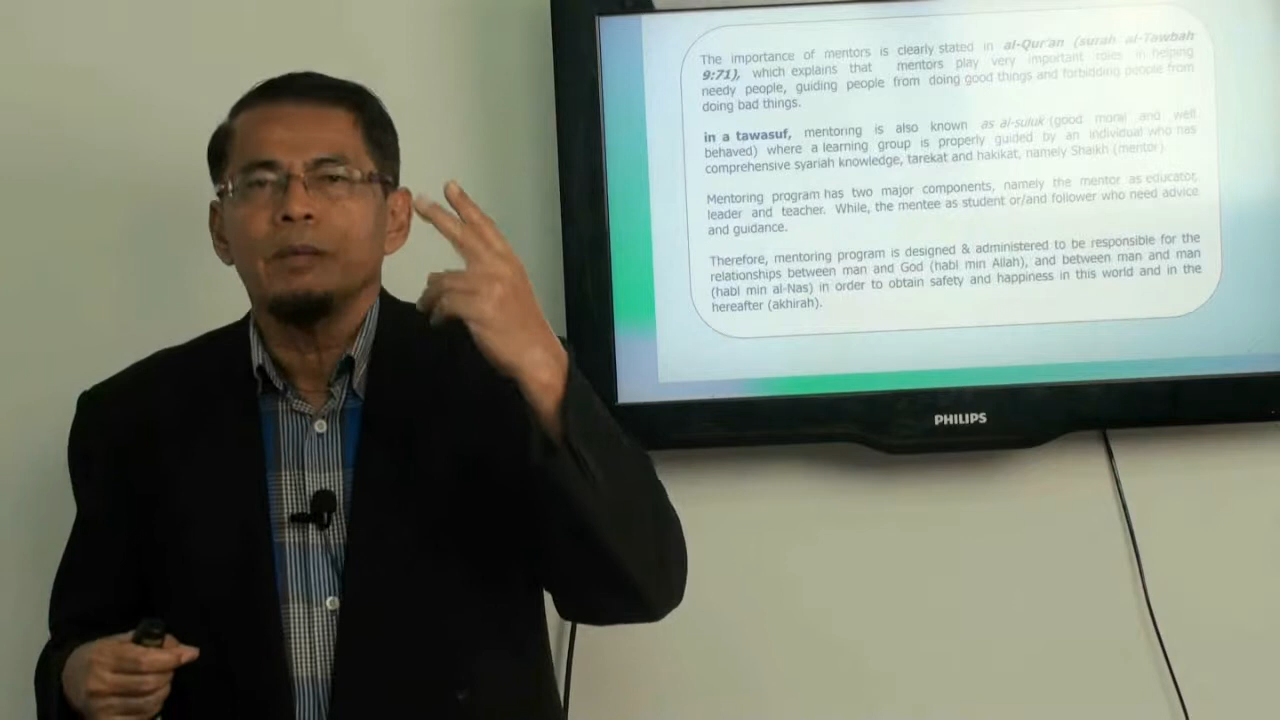 The importance of mentors is clearly stated in al-Qur'an (surah al-Tawbah
9:71), which explains that mentors play very important roles in helping
needy people, guiding people from doing good things and forbidding people from
doing bad things.
in a tawasuf, mentoring is also known as al-suluk (good moral and well
behaved) where a learning group is properly guided by an individual who has
comprehensive syariah knowledge, tarekat and hakikat, namely Shaikh (mentor)
Mentoring program has two major components, namely the mentor as educator,
leader and teacher. While, the mentee as student or/and follower who need advice
and guidance.
Therefore, mentoring program is designed & administered to be responsible for the
relationships between man and God (habl min Allah), and between man and man
(habl min al-Nas) in order to obtain safety and happiness in this world and in the
hereafter (akhirah).
PHILIPS